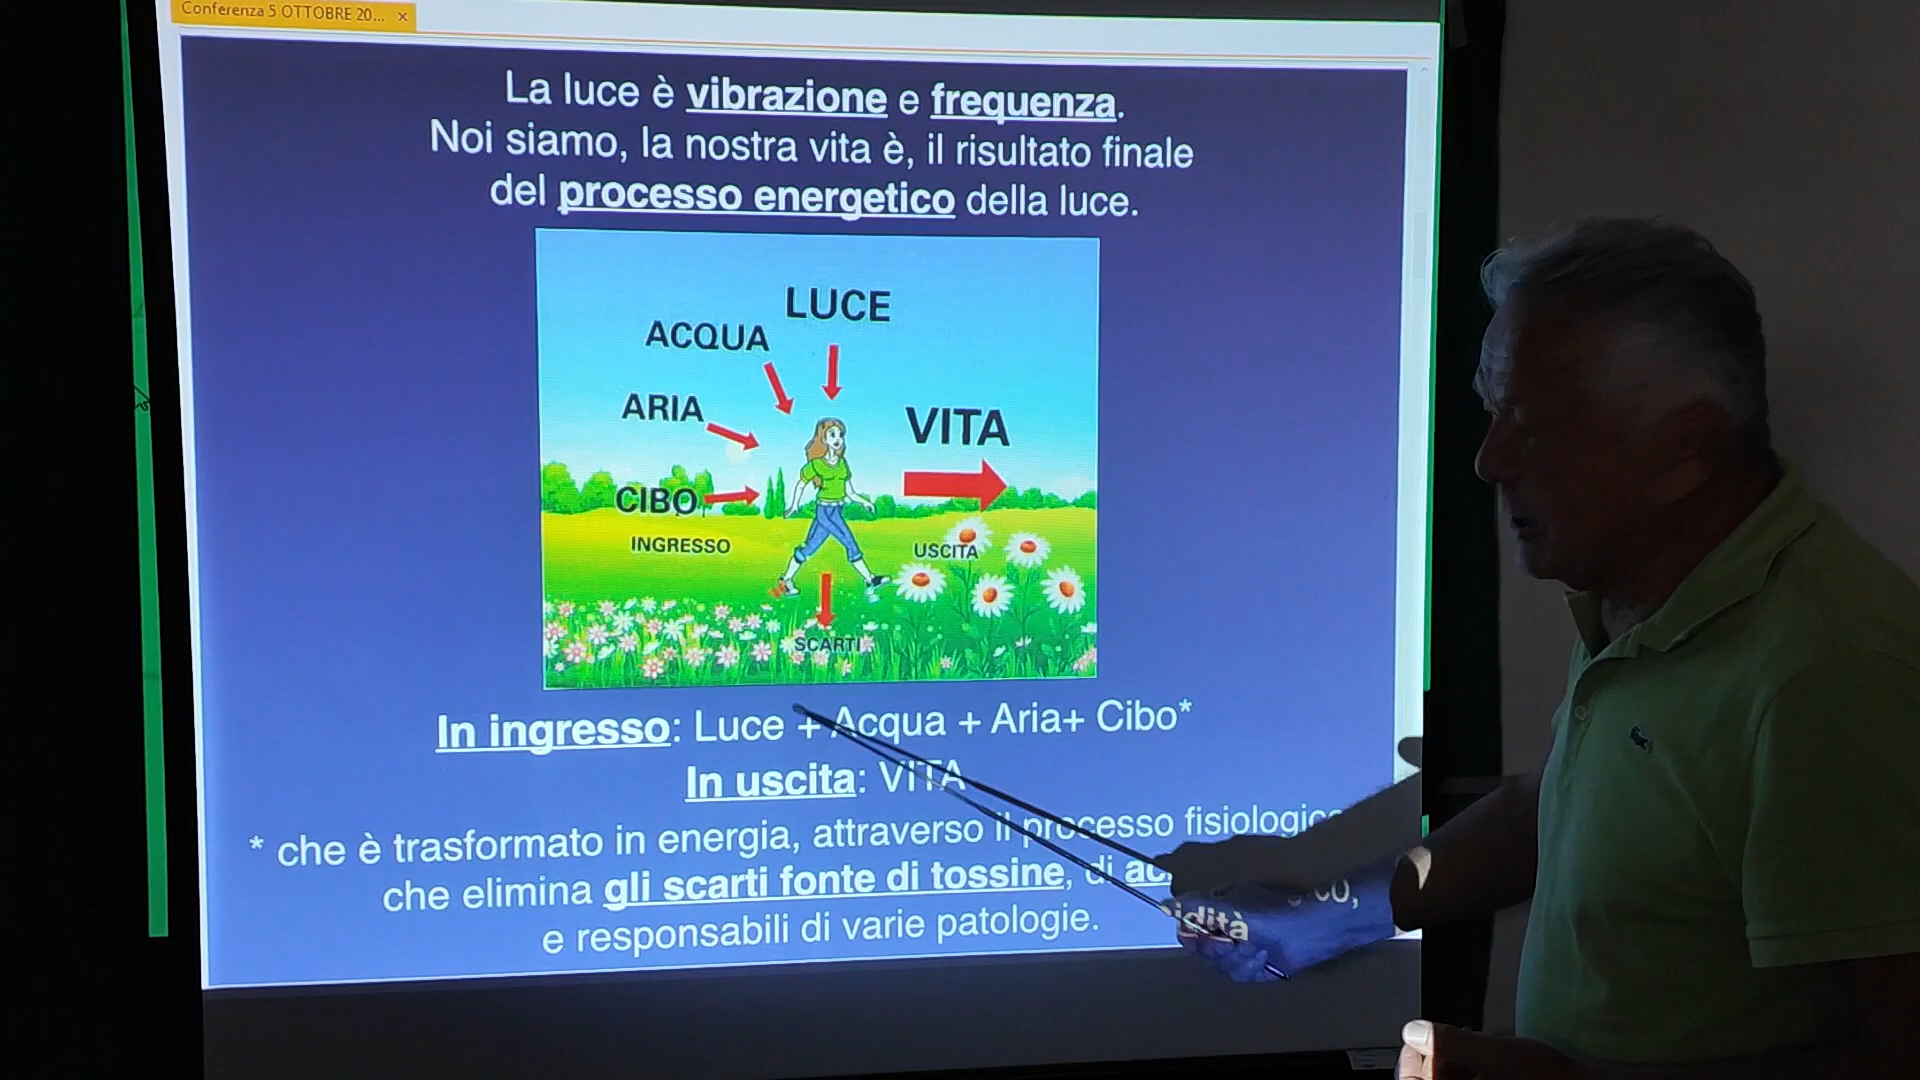 Conferenza 5 OTTOBRE 20...
La luce è vibrazione e frequenza.
Noi siamo, la nostra vita è, il risultato finale
del processo energetico della luce.
LUCE
ACQUA
ARIA
VITA
CIBO
INGRESSO
USCITA
SCARTI
In ingresso: Luce + Acqua + Aria+ Cibo*
In uscita: VITA
* che è trasformato in energia, attraverso il processo fisiologico
che elimina gli scarti fonte di tossine, di
e responsabili di varie patologie.